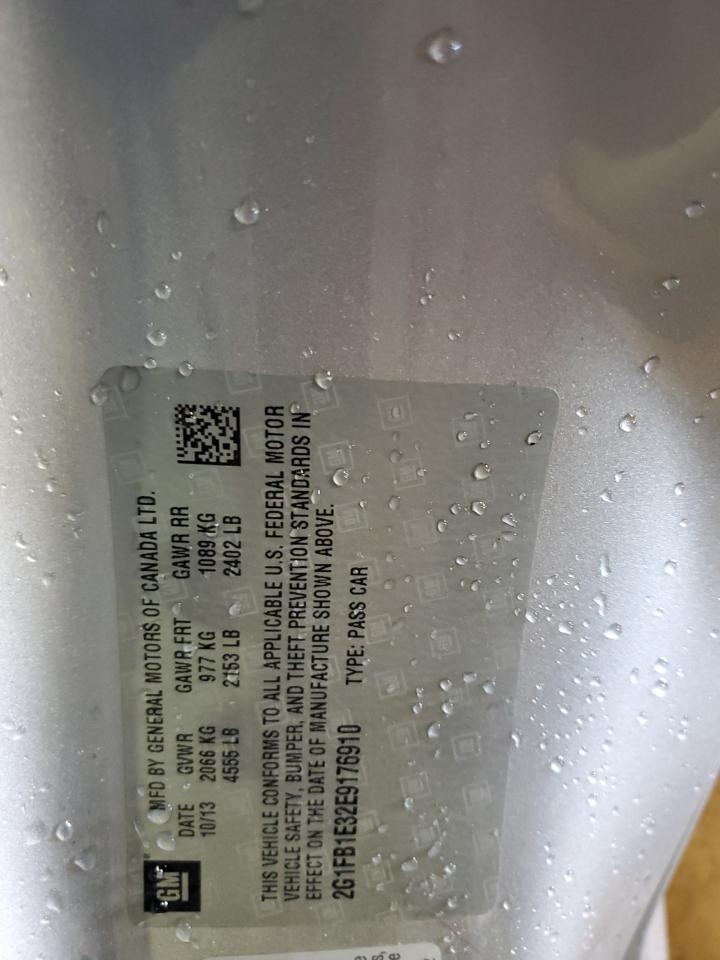 GM
MFD BY GENERAL MOTORS OF CANADA LTD.
DATE GVWR GAWR FRT GAWR RR
10/13 2066 KG 977 KG 1089 KG
4555 LB 2153 LB 2402 LB
THIS VEHICLE CONFORMS TO ALL APPLICABLE U.S. FEDERAL MOTOR
VEHICLE SAFETY, BUMPER, AND THEFT PREVENTION STANDARDS IN
EFFECT ON THE DATE OF MANUFACTURE SHOWN ABOVE.
2G1FB1E32E9176910 TYPE: PASS CAR